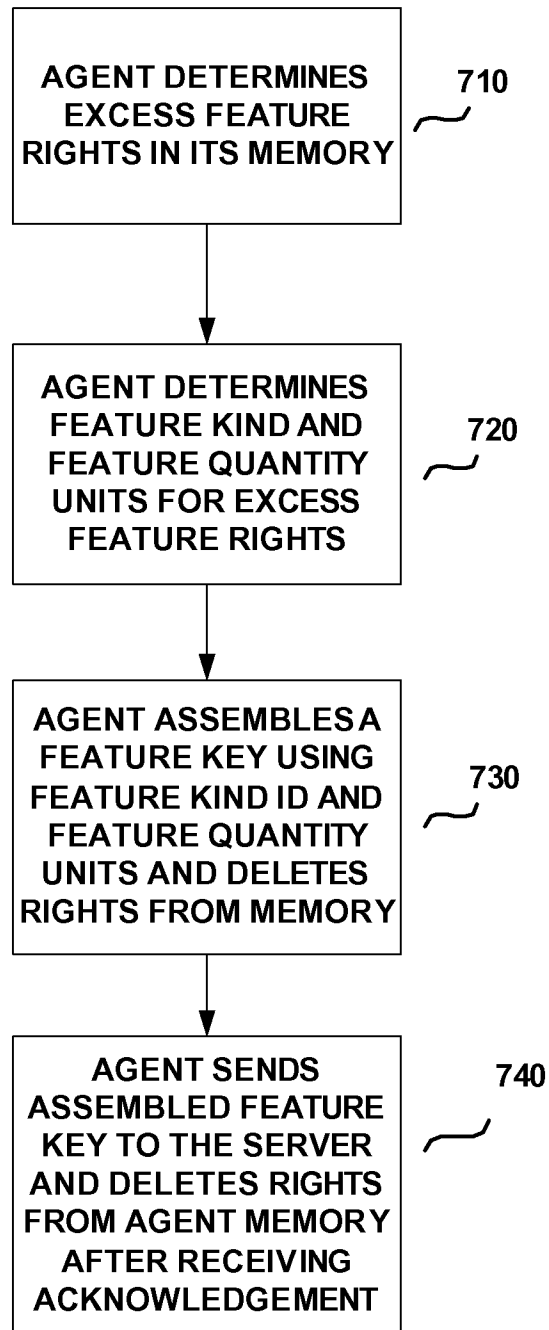 AGENT DETERMINES
EXCESS FEATURE
RIGHTS IN ITS MEMORY
710
AGENT DETERMINES
FEATURE KIND AND
FEATURE QUANTITY
UNITS FOR EXCESS
FEATURE RIGHTS
720
AGENT ASSEMBLES A
FEATURE KEY USING
FEATURE KIND ID AND
FEATURE QUANTITY
UNITS AND DELETES
RIGHTS FROM MEMORY
730
AGENT SENDS
ASSEMBLED FEATURE
KEY TO THE SERVER
AND DELETES RIGHTS
FROM AGENT MEMORY
AFTER RECEIVING
ACKNOWLEDGEMENT
740